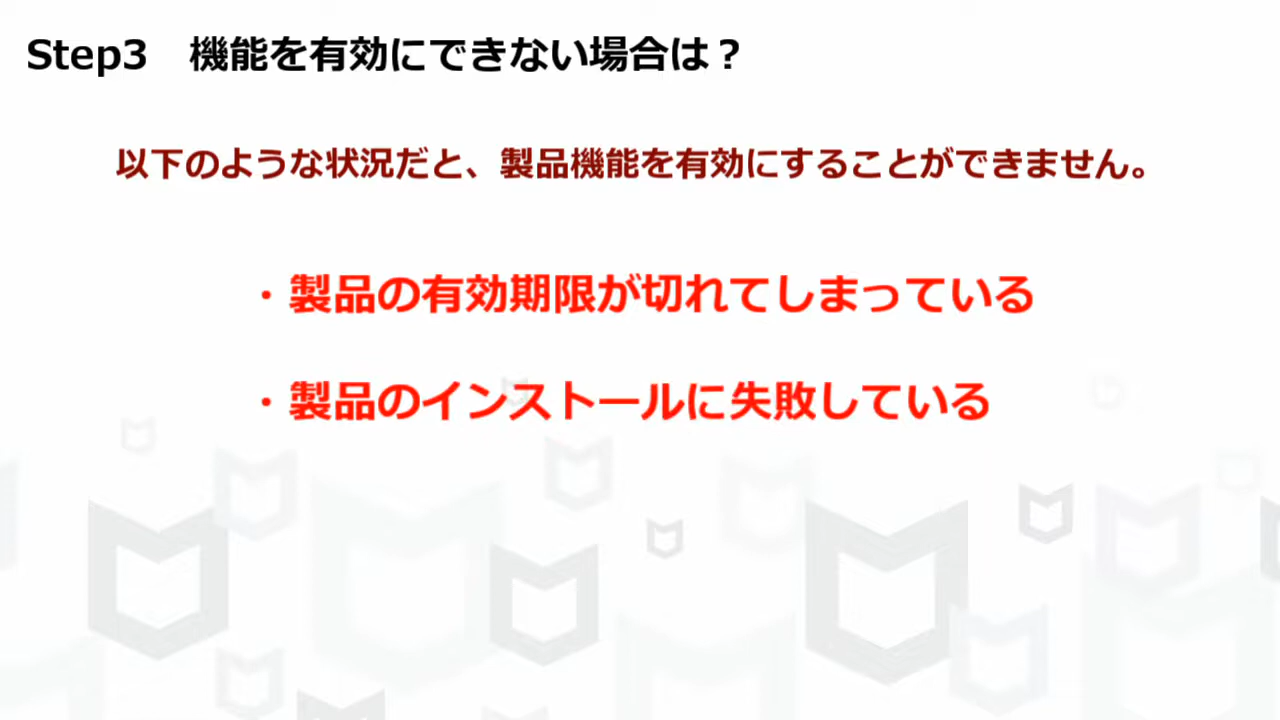 Step3　機能を有効にできない場合は？
以下のような状況だと、製品機能を有効にすることができません。
・製品の有効期限が切れてしまっている
・製品のインストールに失敗している